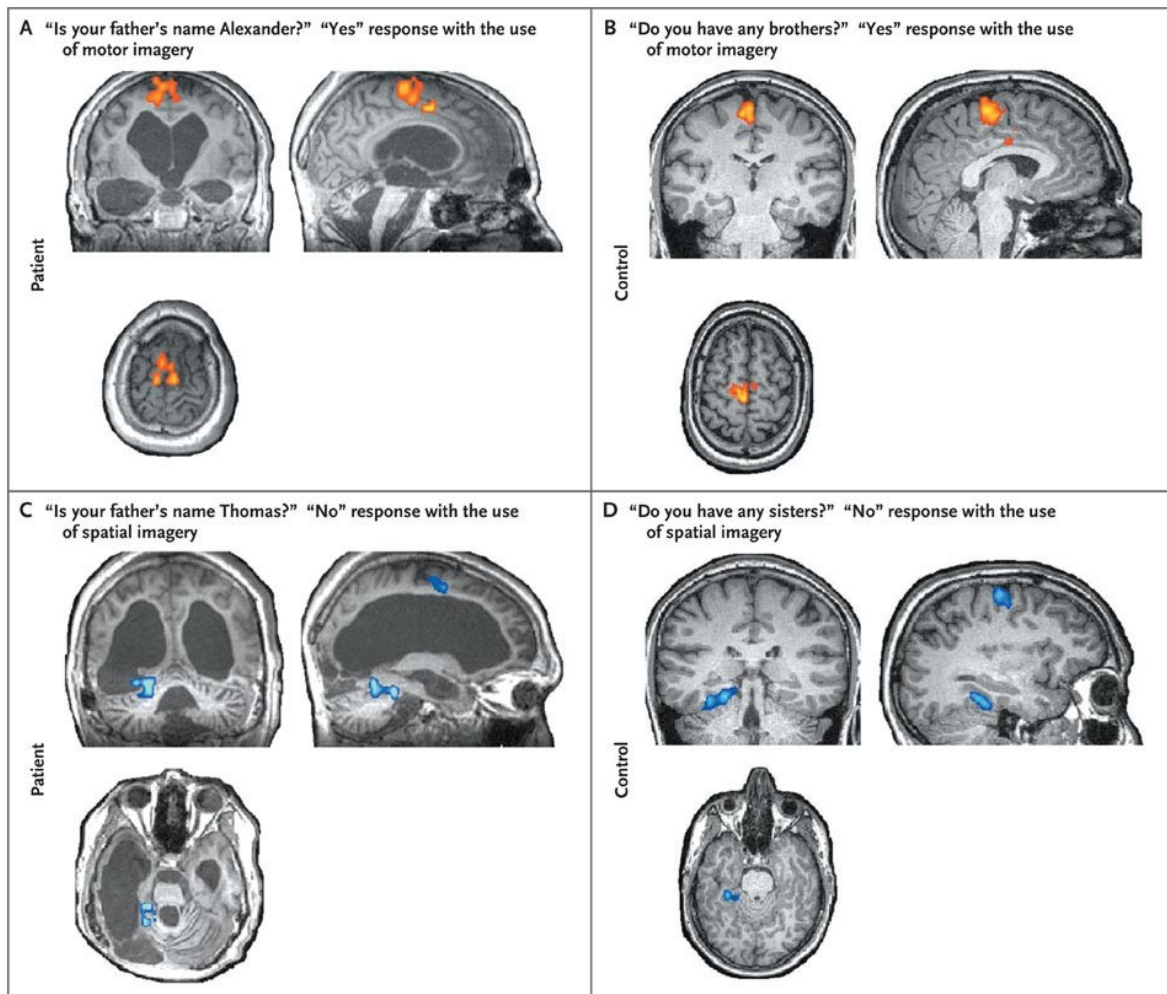 A “Is your father’s name Alexander?” “Yes” response with the use
of motor imagery
Patient
B “Do you have any brothers?” “Yes” response with the use
of motor imagery
Control
C “Is your father’s name Thomas?” “No” response with the use
of spatial imagery
Patient
D “Do you have any sisters?” “No” response with the use
of spatial imagery
Control